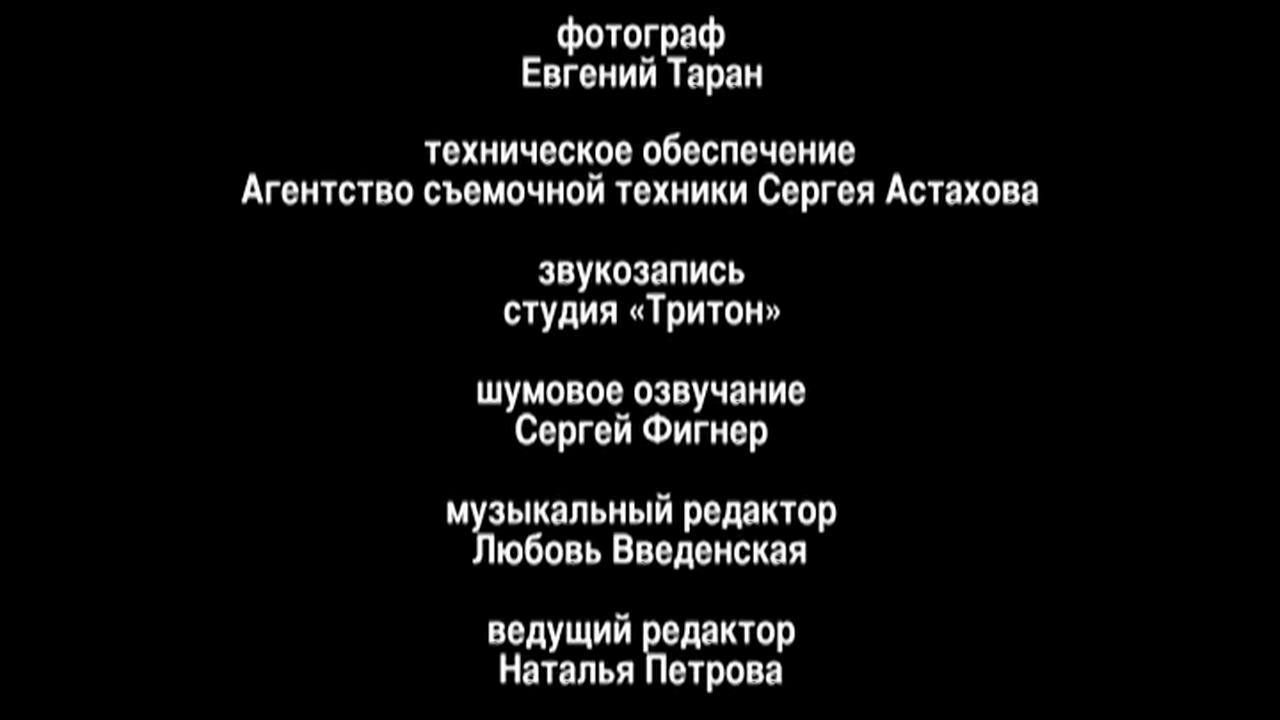 фотограф
Евгений Таран
техническое обеспечение
Агентство съемочной техники Сергея Астахова
звукозапись
студия «Тритон»
шумовое озвучание
Сергей Фигнер
музыкальный редактор
Любовь Введенская
ведущий редактор
Наталья Петрова